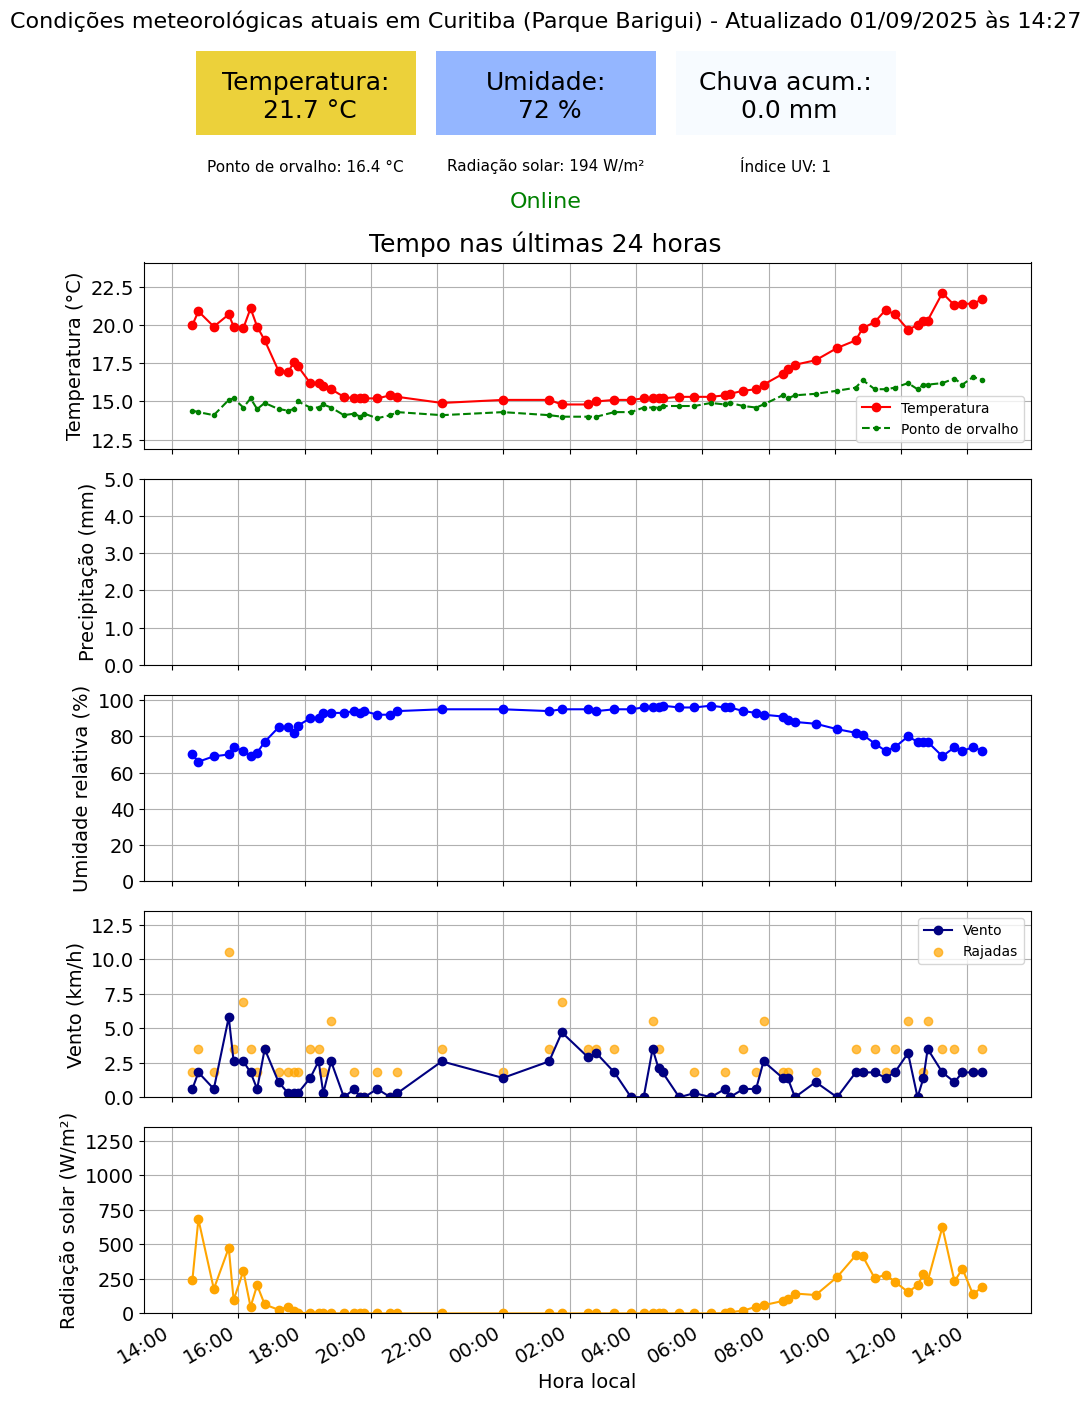 Condições meteorológicas atuais em Curitiba (Parque Barigui) - Atualizado 01/09/2025 às 14:27
Temperatura:
21.7 °C
Umidade:
72 %
Chuva acum.:
0.0 mm
Ponto de orvalho: 16.4 °C
Radiação solar: 194 W/m²
Índice UV: 1
Online
Tempo nas últimas 24 horas
Temperatura (°C)
22.5
20.0
17.5
15.0
12.5
Temperatura
Ponto de orvalho
Precipitação (mm)
5.0
4.0
3.0
2.0
1.0
0.0
Umidade relativa (%)
100
80
60
40
20
0
Vento (km/h)
12.5
10.0
7.5
5.0
2.5
0.0
Vento
Rajadas
Radiação solar (W/m²)
1250
1000
750
500
250
0
14:00
16:00
18:00
20:00
22:00
00:00
02:00
04:00
06:00
08:00
10:00
12:00
14:00
Hora local